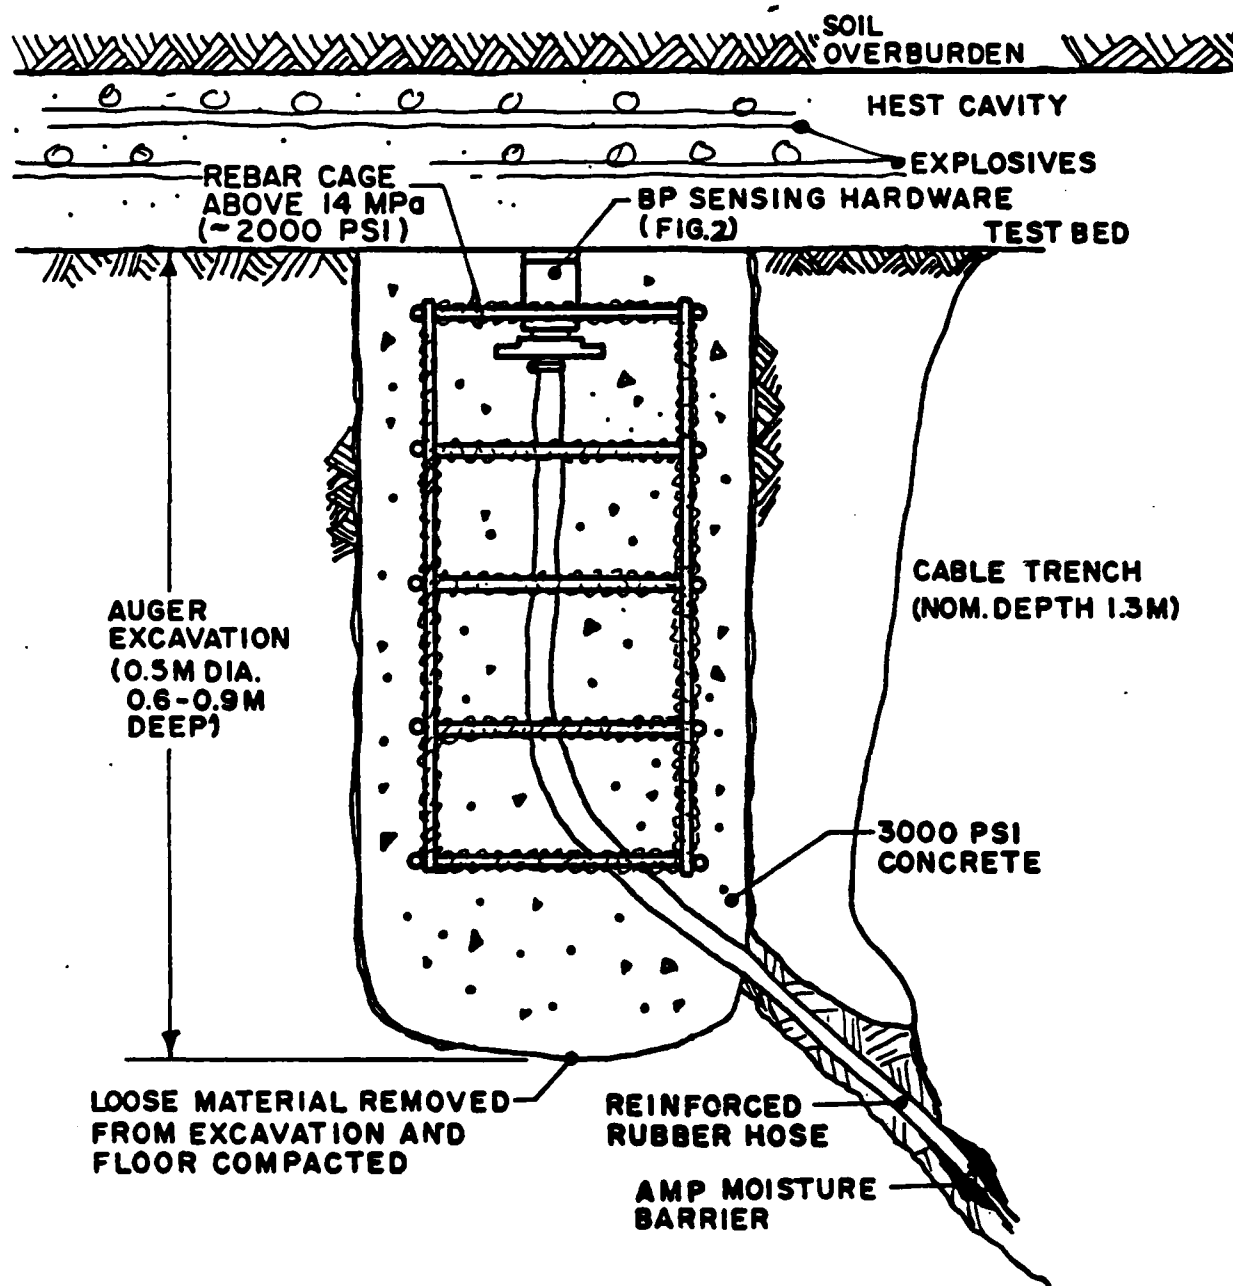 SOIL
OVERBURDEN
HEST CAVITY
EXPLOSIVES
REBAR CAGE
ABOVE 14 MPa
(~2000 PSI)
BP SENSING HARDWARE
(FIG.2)
TEST BED
CABLE TRENCH
(NOM. DEPTH 1.3M)
AUGER
EXCAVATION
(0.5M DIA.
0.6-0.9M
DEEP)
3000 PSI
CONCRETE
LOOSE MATERIAL REMOVED
FROM EXCAVATION AND
FLOOR COMPACTED
REINFORCED
RUBBER HOSE
AMP MOISTURE
BARRIER